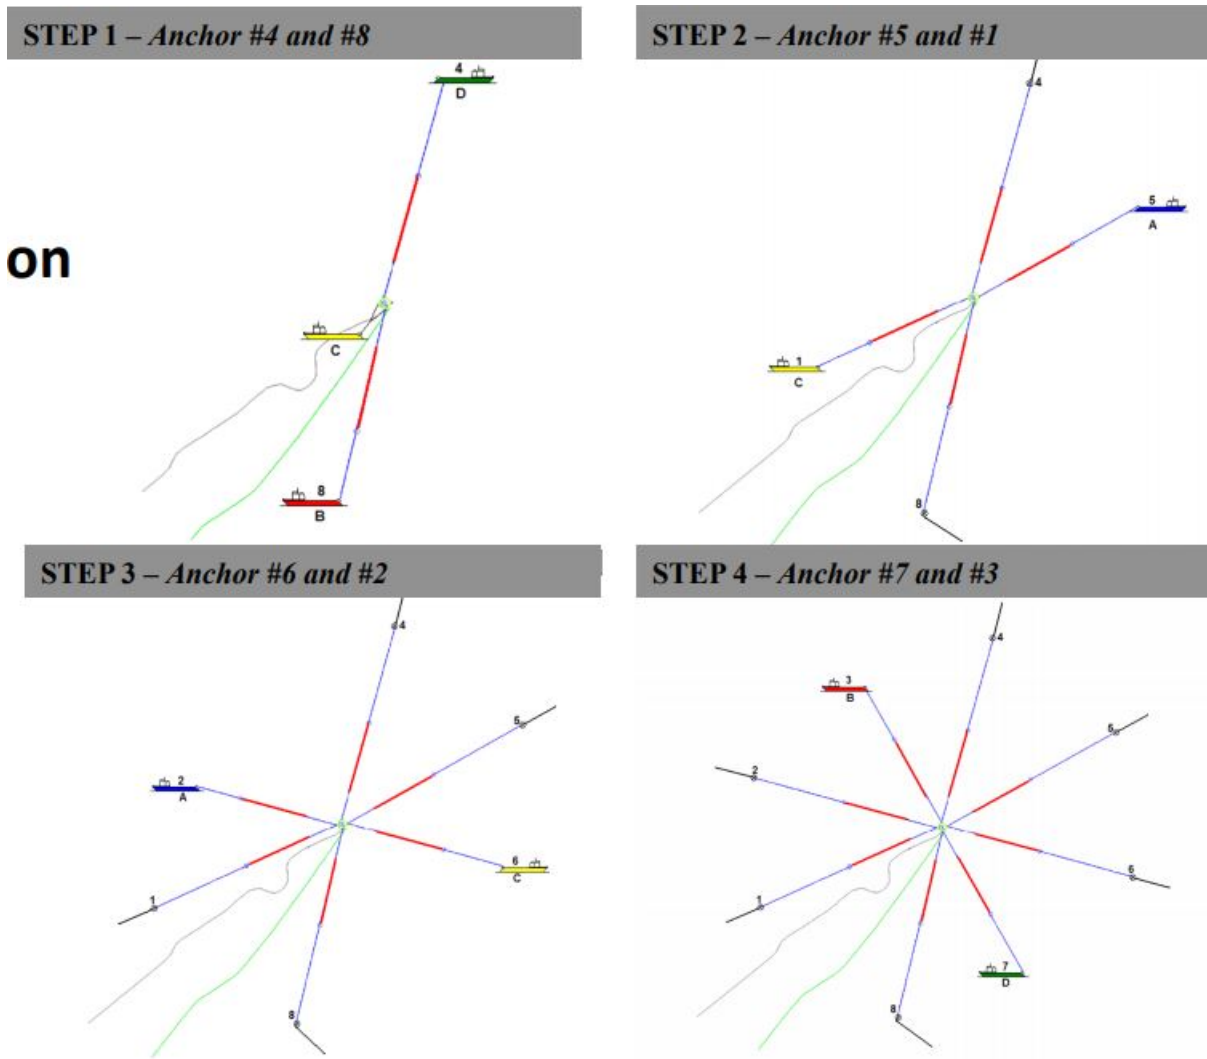 STEP 1 – Anchor #4 and #8
4
D
on
C
8
B
STEP 2 – Anchor #5 and #1
4
5
A
1
C
8
STEP 3 – Anchor #6 and #2
4
5
2
A
6
C
1
8
STEP 4 – Anchor #7 and #3
4
3
B
5
2
6
1
7
D
8